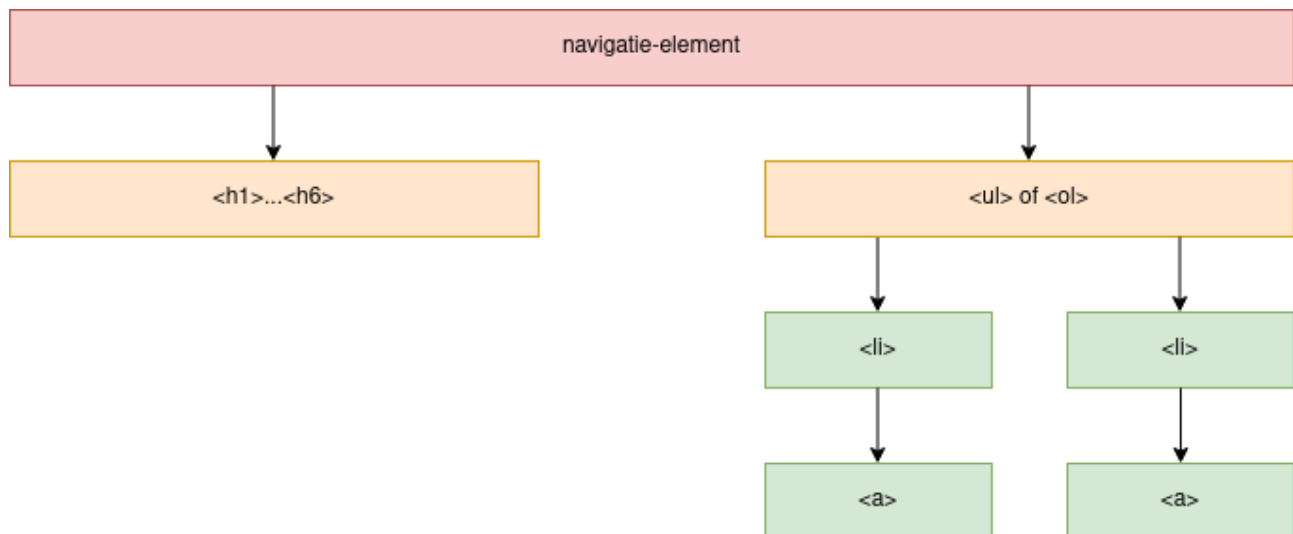 navigatie-element
<h1>...<h6>
<ul> of <ol>
<li>
<li>
<a>
<a>